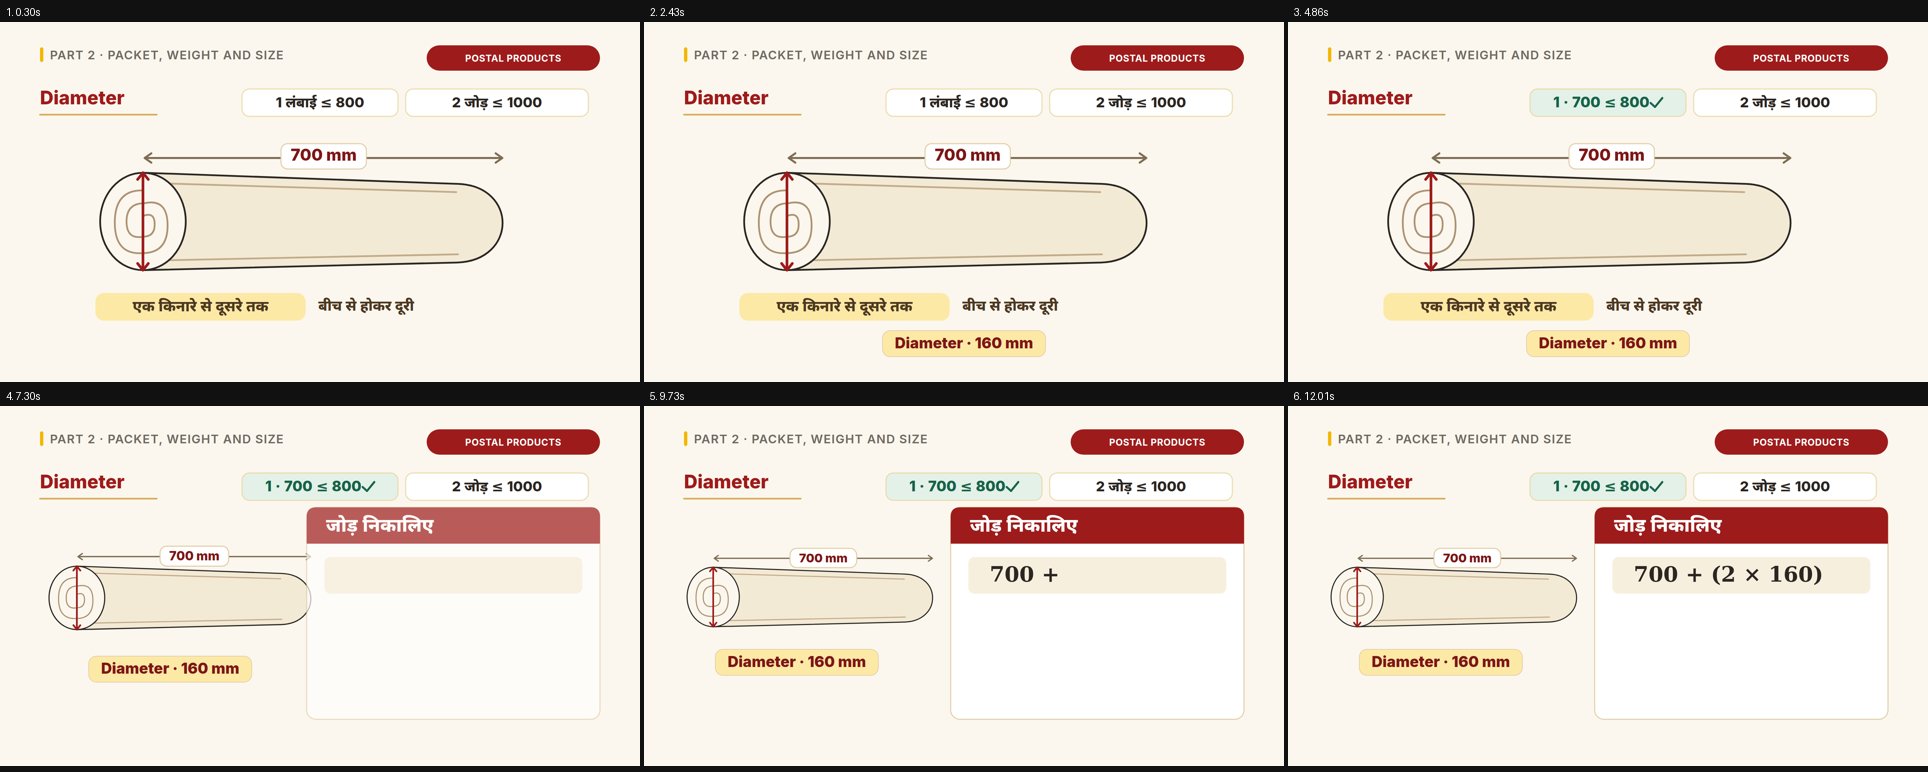 1. 0.30s
PART 2 · PACKET, WEIGHT AND SIZE
POSTAL PRODUCTS
Diameter
1 लंबाई ≤ 800
2 जोड़ ≤ 1000
700 mm
एक किनारे से दूसरे तक
बीच से होकर दूरी
2. 2.43s
PART 2 · PACKET, WEIGHT AND SIZE
POSTAL PRODUCTS
Diameter
1 लंबाई ≤ 800
2 जोड़ ≤ 1000
700 mm
एक किनारे से दूसरे तक
बीच से होकर दूरी
Diameter · 160 mm
3. 4.86s
PART 2 · PACKET, WEIGHT AND SIZE
POSTAL PRODUCTS
Diameter
1 · 700 ≤ 800✓
2 जोड़ ≤ 1000
700 mm
एक किनारे से दूसरे तक
बीच से होकर दूरी
Diameter · 160 mm
4. 7.30s
PART 2 · PACKET, WEIGHT AND SIZE
POSTAL PRODUCTS
Diameter
1 · 700 ≤ 800✓
2 जोड़ ≤ 1000
जोड़ निकालिए
700 mm
Diameter · 160 mm
5. 9.73s
PART 2 · PACKET, WEIGHT AND SIZE
POSTAL PRODUCTS
Diameter
1 · 700 ≤ 800✓
2 जोड़ ≤ 1000
जोड़ निकालिए
700 mm
700 +
Diameter · 160 mm
6. 12.01s
PART 2 · PACKET, WEIGHT AND SIZE
POSTAL PRODUCTS
Diameter
1 · 700 ≤ 800✓
2 जोड़ ≤ 1000
जोड़ निकालिए
700 mm
700 + (2 × 160)
Diameter · 160 mm